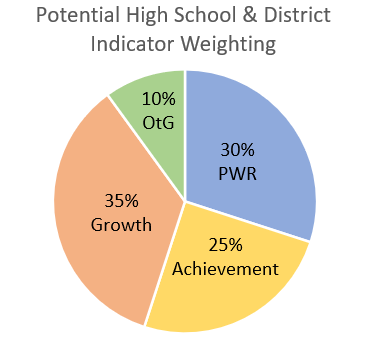 Potential High School & District
Indicator Weighting
10%
OtG
30%
PWR
35%
Growth
25%
Achievement